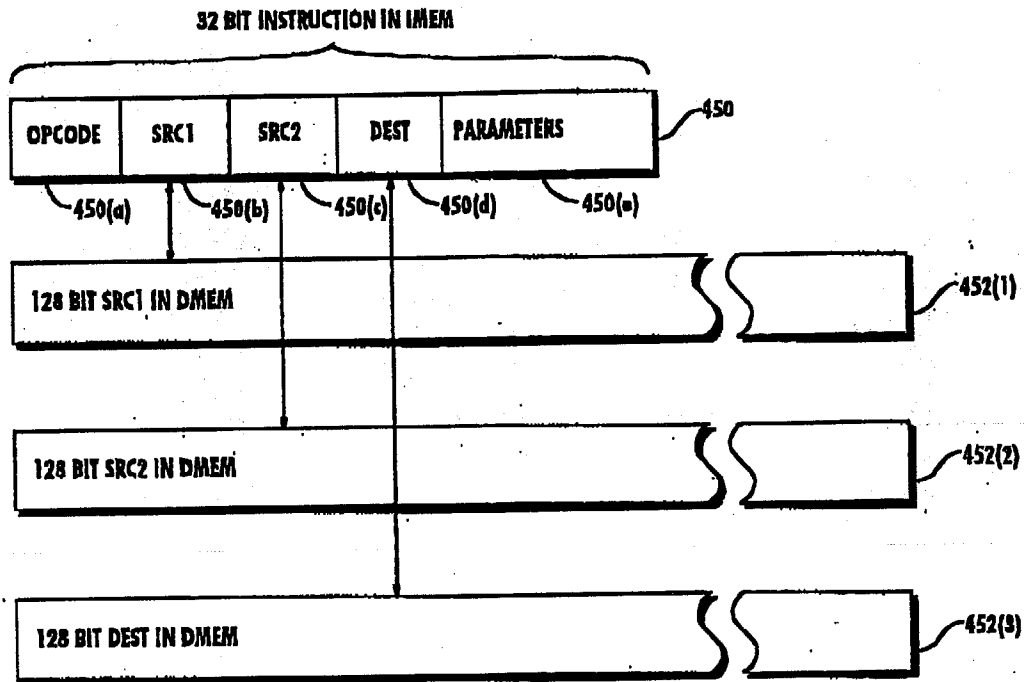 32 BIT INSTRUCTION IN IMEM
OPCODE SRC1 SRC2 DEST PARAMETERS
450
450(a) 450(b) 450(c) 450(d) 450(e)
128 BIT SRC1 IN DMEM
452(1)
128 BIT SRC2 IN DMEM
452(2)
128 BIT DEST IN DMEM
452(3)